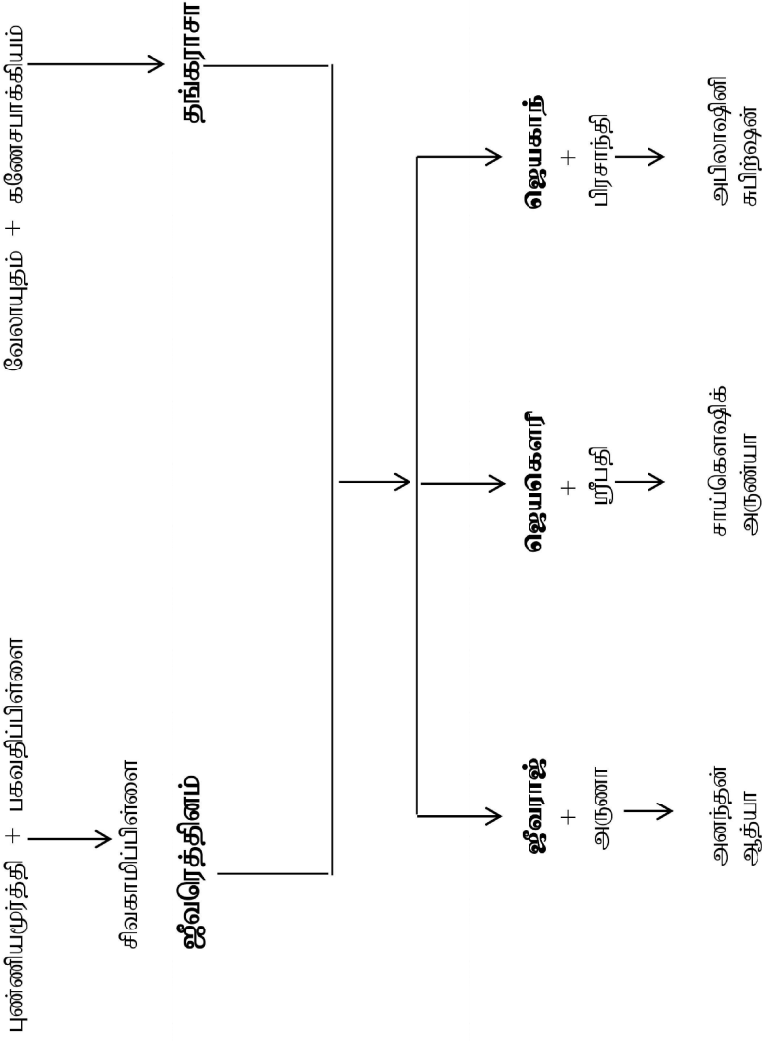 புண்ணியமூர்த்தி + பகவதிப்பிள்ளை
வேலாயுதம் + கணேசபாக்கியம்
சிவகாமிப்பிள்ளை
ஜீவரெத்தினம்
தங்கராசா
ஜீவராஜ்
+
அருணா
ஜெயகௌரி
+
ஸ்ரீபதி
ஜெயகாந்
+
பிரசாந்தி
அனந்தன்
ஆத்யா
சாய்கௌஷிக்
அருண்யா
அபிலாஷினி
சுபிற்ஷன்